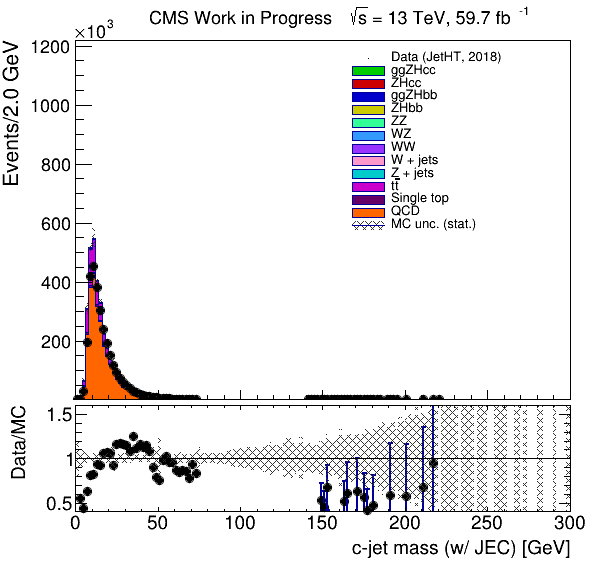 CMS Work in Progress √s = 13 TeV, 59.7 fb -1
×10³
Events/2.0 GeV
1200
1000
800
600
400
200
Data (JetHT, 2018)
ggZHcc
ZHcc
ggZHbb
ZHbb
ZZ
WZ
WW
W + jets
Z + jets
tt̅
Single top
QCD
MC unc. (stat.)
Data/MC
1.5
1
0.5
0 50 100 150 200 250 300
c-jet mass (w/ JEC) [GeV]